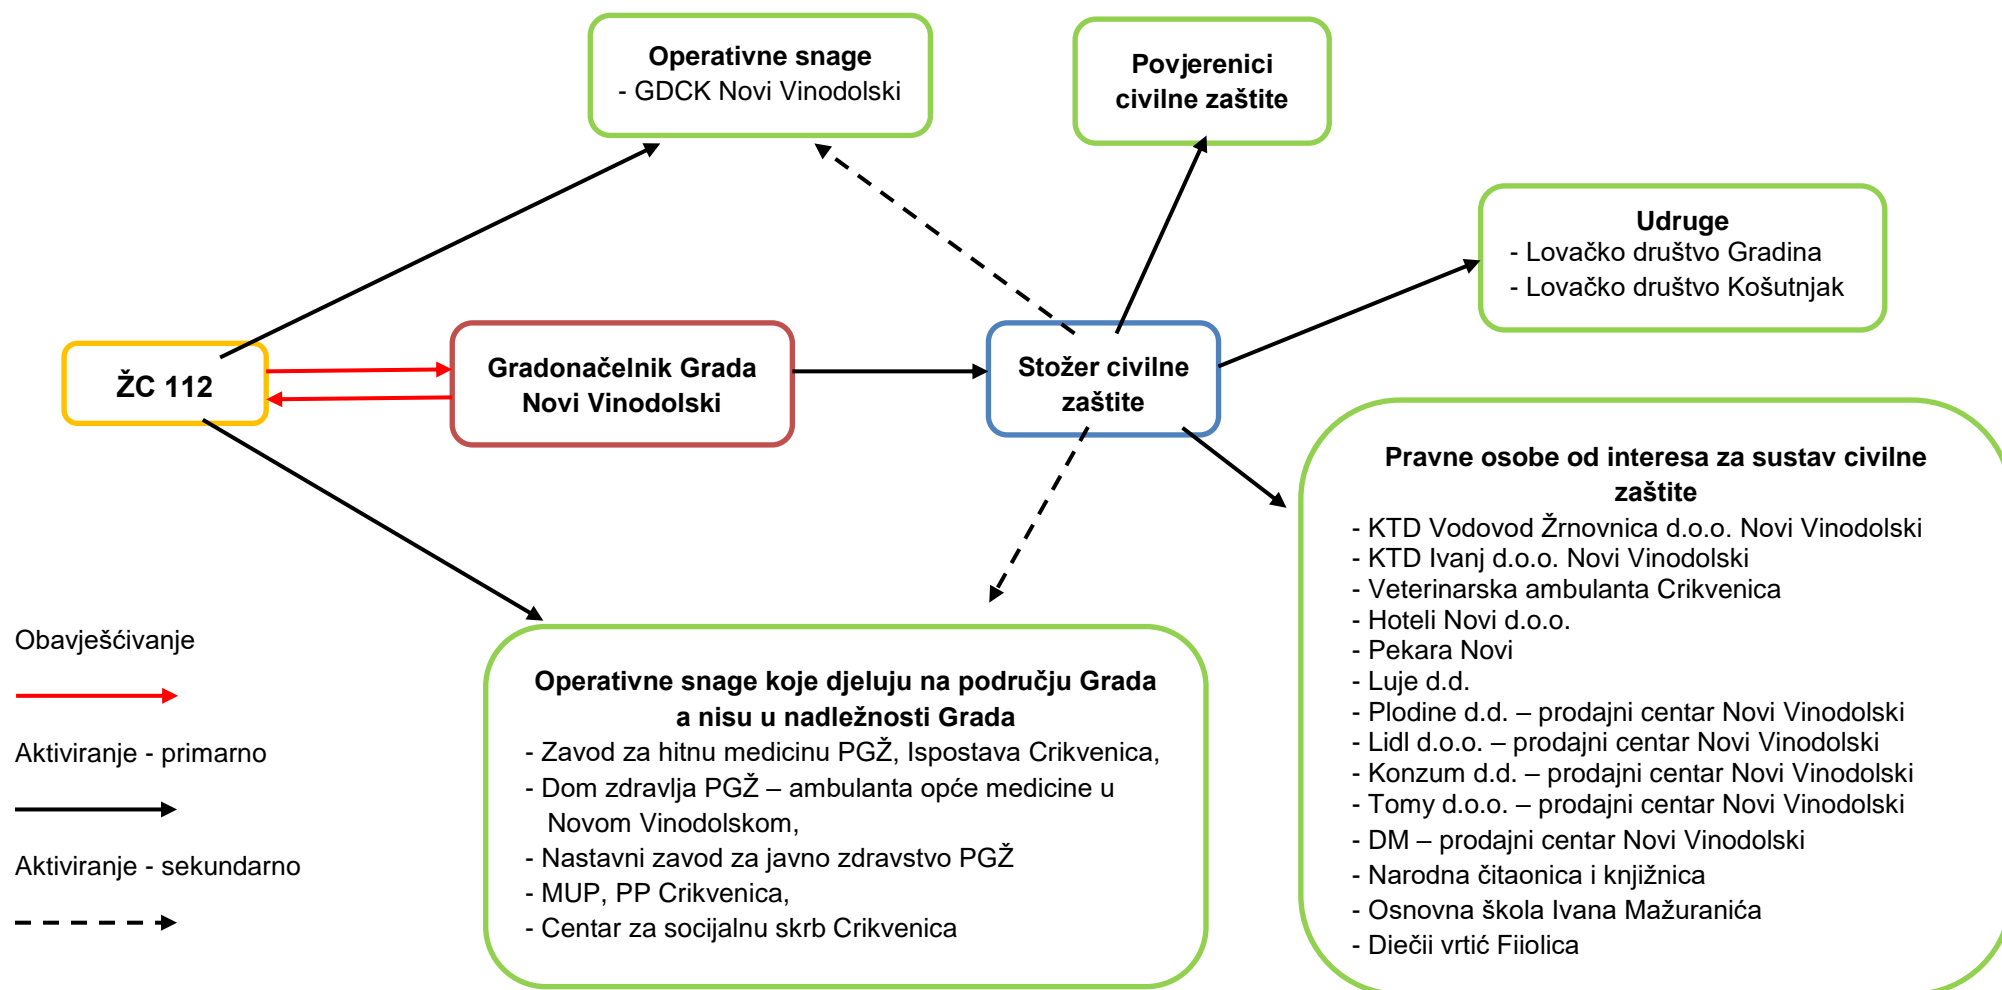 Operativne snage
- GDCK Novi Vinodolski
Povjerenici
civilne zaštite
Udruge
- Lovačko društvo Gradina
- Lovačko društvo Košutnjak
ŽC 112
Gradonačelnik Grada
Novi Vinodolski
Stožer civilne
zaštite
Pravne osobe od interesa za sustav civilne
zaštite
- KTD Vodovod Žrnovnica d.o.o. Novi Vinodolski
- KTD Ivanj d.o.o. Novi Vinodolski
- Veterinarska ambulanta Crikvenica
- Hoteli Novi d.o.o.
- Pekara Novi
- Luje d.d.
- Plodine d.d. – prodajni centar Novi Vinodolski
- Lidl d.o.o. – prodajni centar Novi Vinodolski
- Konzum d.d. – prodajni centar Novi Vinodolski
- Tomy d.o.o. – prodajni centar Novi Vinodolski
- DM – prodajni centar Novi Vinodolski
- Narodna čitaonica i knjižnica
- Osnovna škola Ivana Mažuranića
- Dječji vrtić Fijolica
Obavješćivanje
Aktiviranje - primarno
Aktiviranje - sekundarno
Operativne snage koje djeluju na području Grada
a nisu u nadležnosti Grada
- Zavod za hitnu medicinu PGŽ, Ispostava Crikvenica,
- Dom zdravlja PGŽ – ambulanta opće medicine u
Novom Vinodolskom,
- Nastavni zavod za javno zdravstvo PGŽ
- MUP, PP Crikvenica,
- Centar za socijalnu skrb Crikvenica